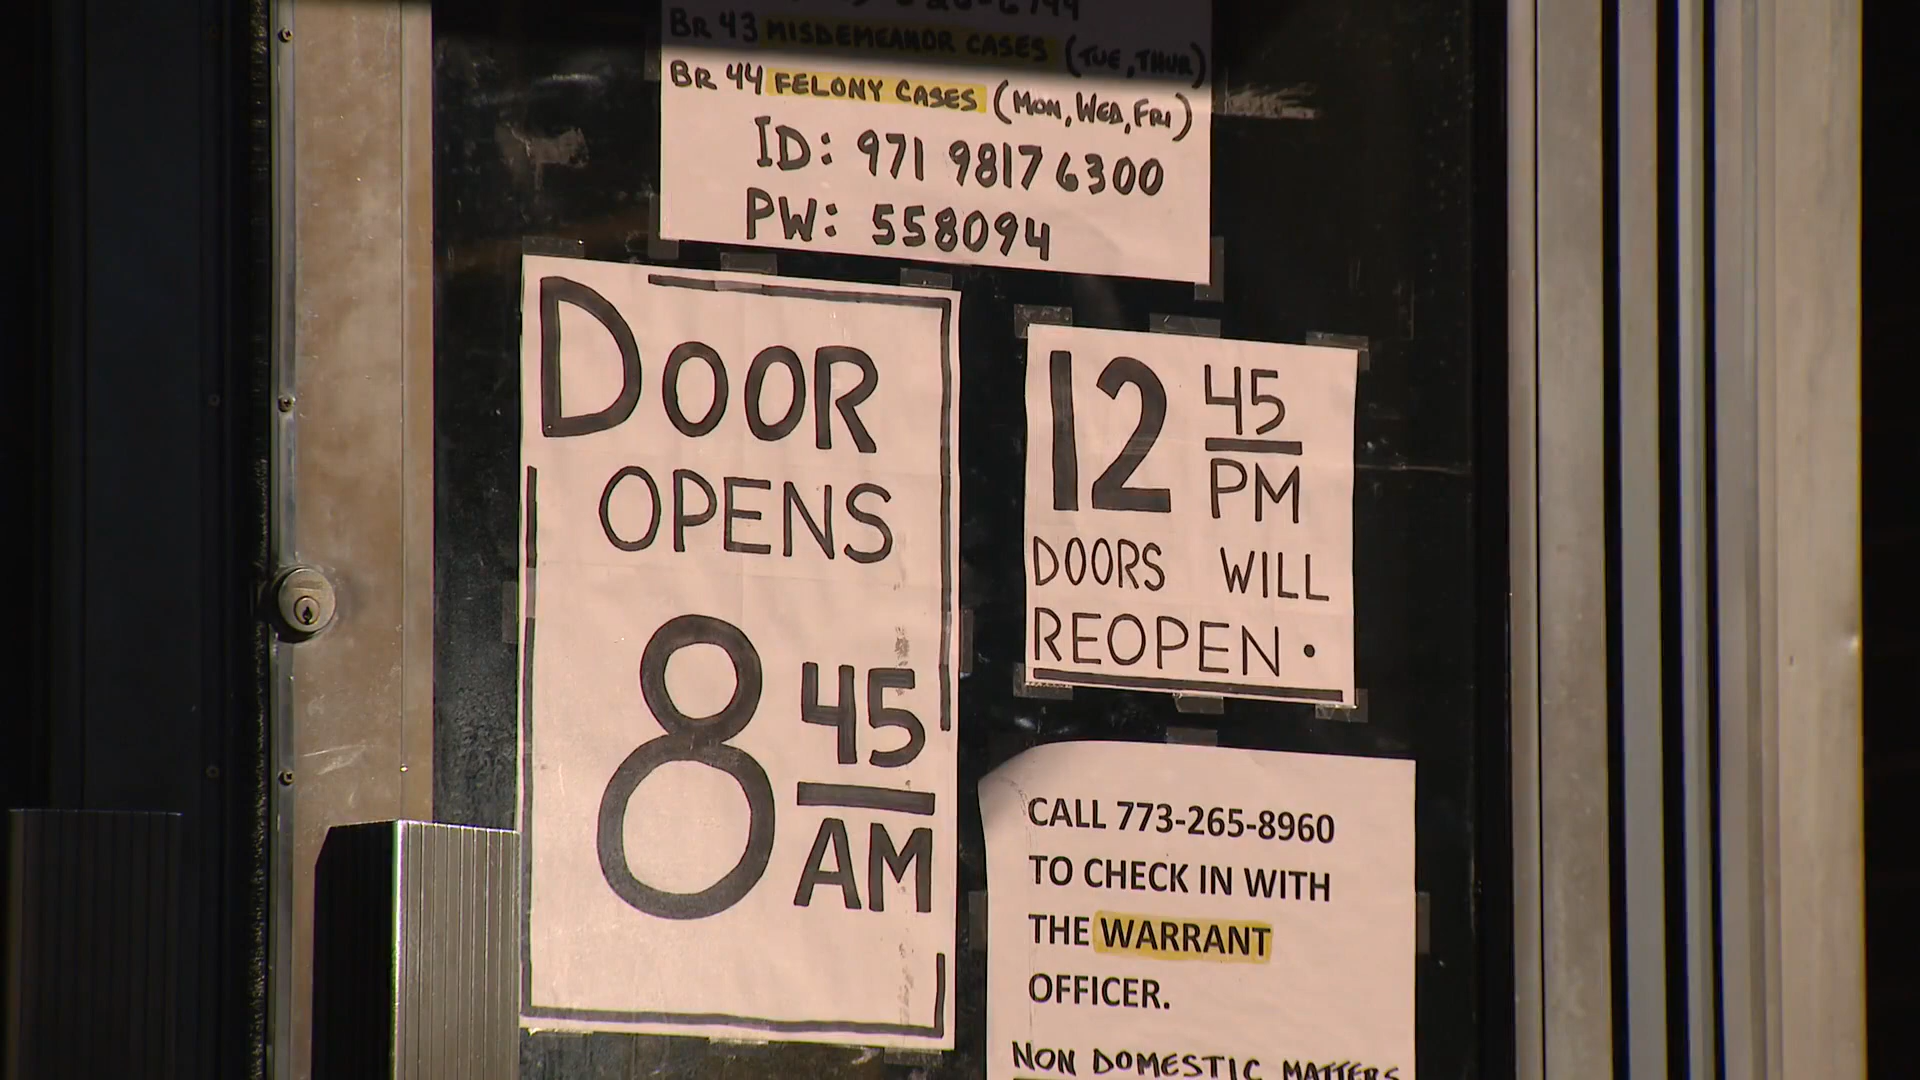 BR 43 MISDEMEANOR CASES (TUE, THUR)
BR 44 FELONY CASES (MON, WED, FRI)
ID: 971 9817 6300
PW: 558094
DOOR
OPENS
8 45
AM
12 45
PM
DOORS WILL
REOPEN.
CALL 773-265-8960
TO CHECK IN WITH
THE WARRANT
OFFICER.
NON DOMESTIC MATTERS